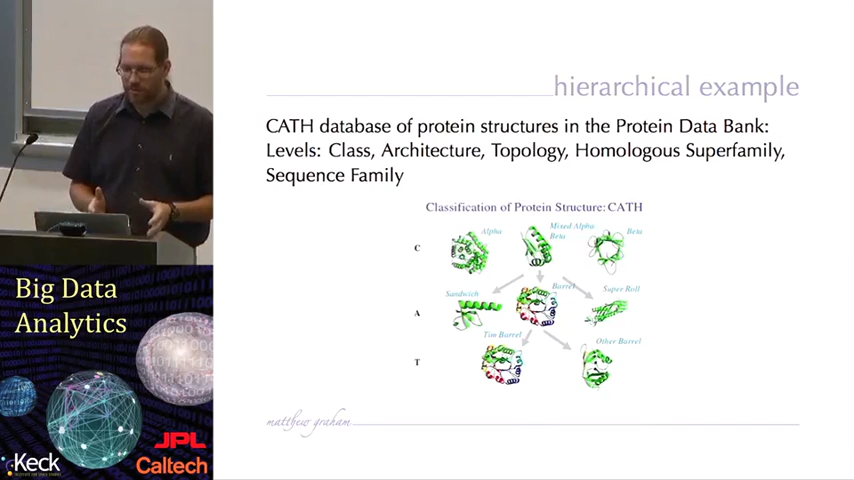 hierarchical example
CATH database of protein structures in the Protein Data Bank:
Levels: Class, Architecture, Topology, Homologous Superfamily,
Sequence Family
Classification of Protein Structure: CATH
C
Alpha
Mixed Alpha
Beta
Beta
A
Sandwich
Barrel
Super Roll
T
Tim Barrel
Other Barrel
matthew graham
Big Data
Analytics
JPL
Keck
Caltech